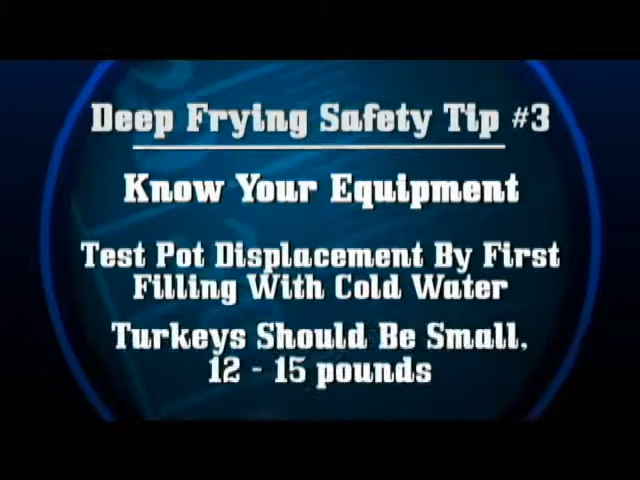 Deep Frying Safety Tip #3
Know Your Equipment
Test Pot Displacement By First
Filling With Cold Water
Turkeys Should Be Small,
12 - 15 pounds